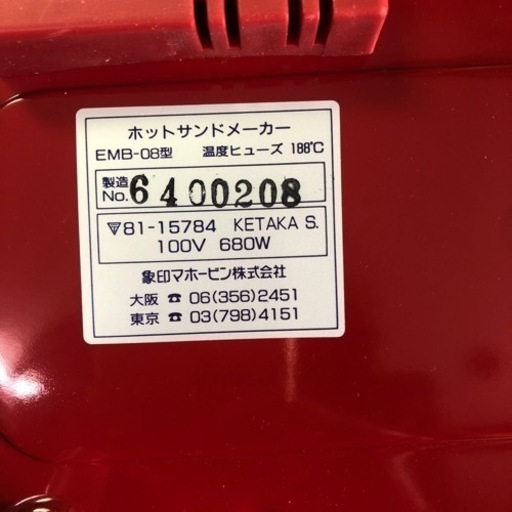 ホットサンドメーカー
EMB-08型 温度ヒューズ 188℃
製造No. 6400208
▽81-15784 KETAKA S.
100V 680W
象印マホービン株式会社
大阪 ☎ 06(356)2451
東京 ☎ 03(798)4151